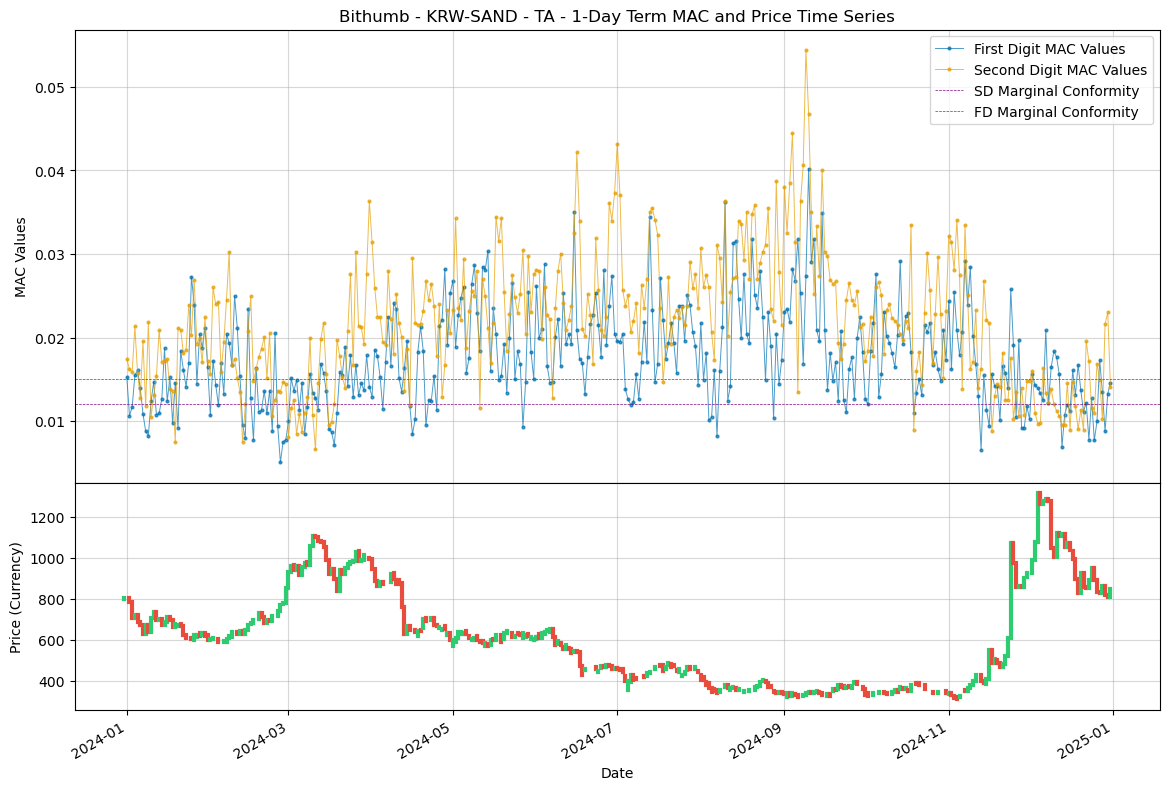 Bithumb - KRW-SAND - TA - 1-Day Term MAC and Price Time Series
First Digit MAC Values
Second Digit MAC Values
SD Marginal Conformity
FD Marginal Conformity
MAC Values
0.05
0.04
0.03
0.02
0.01
Price (Currency)
1200
1000
800
600
400
2024-01
2024-03
2024-05
2024-07
2024-09
2024-11
2025-01
Date